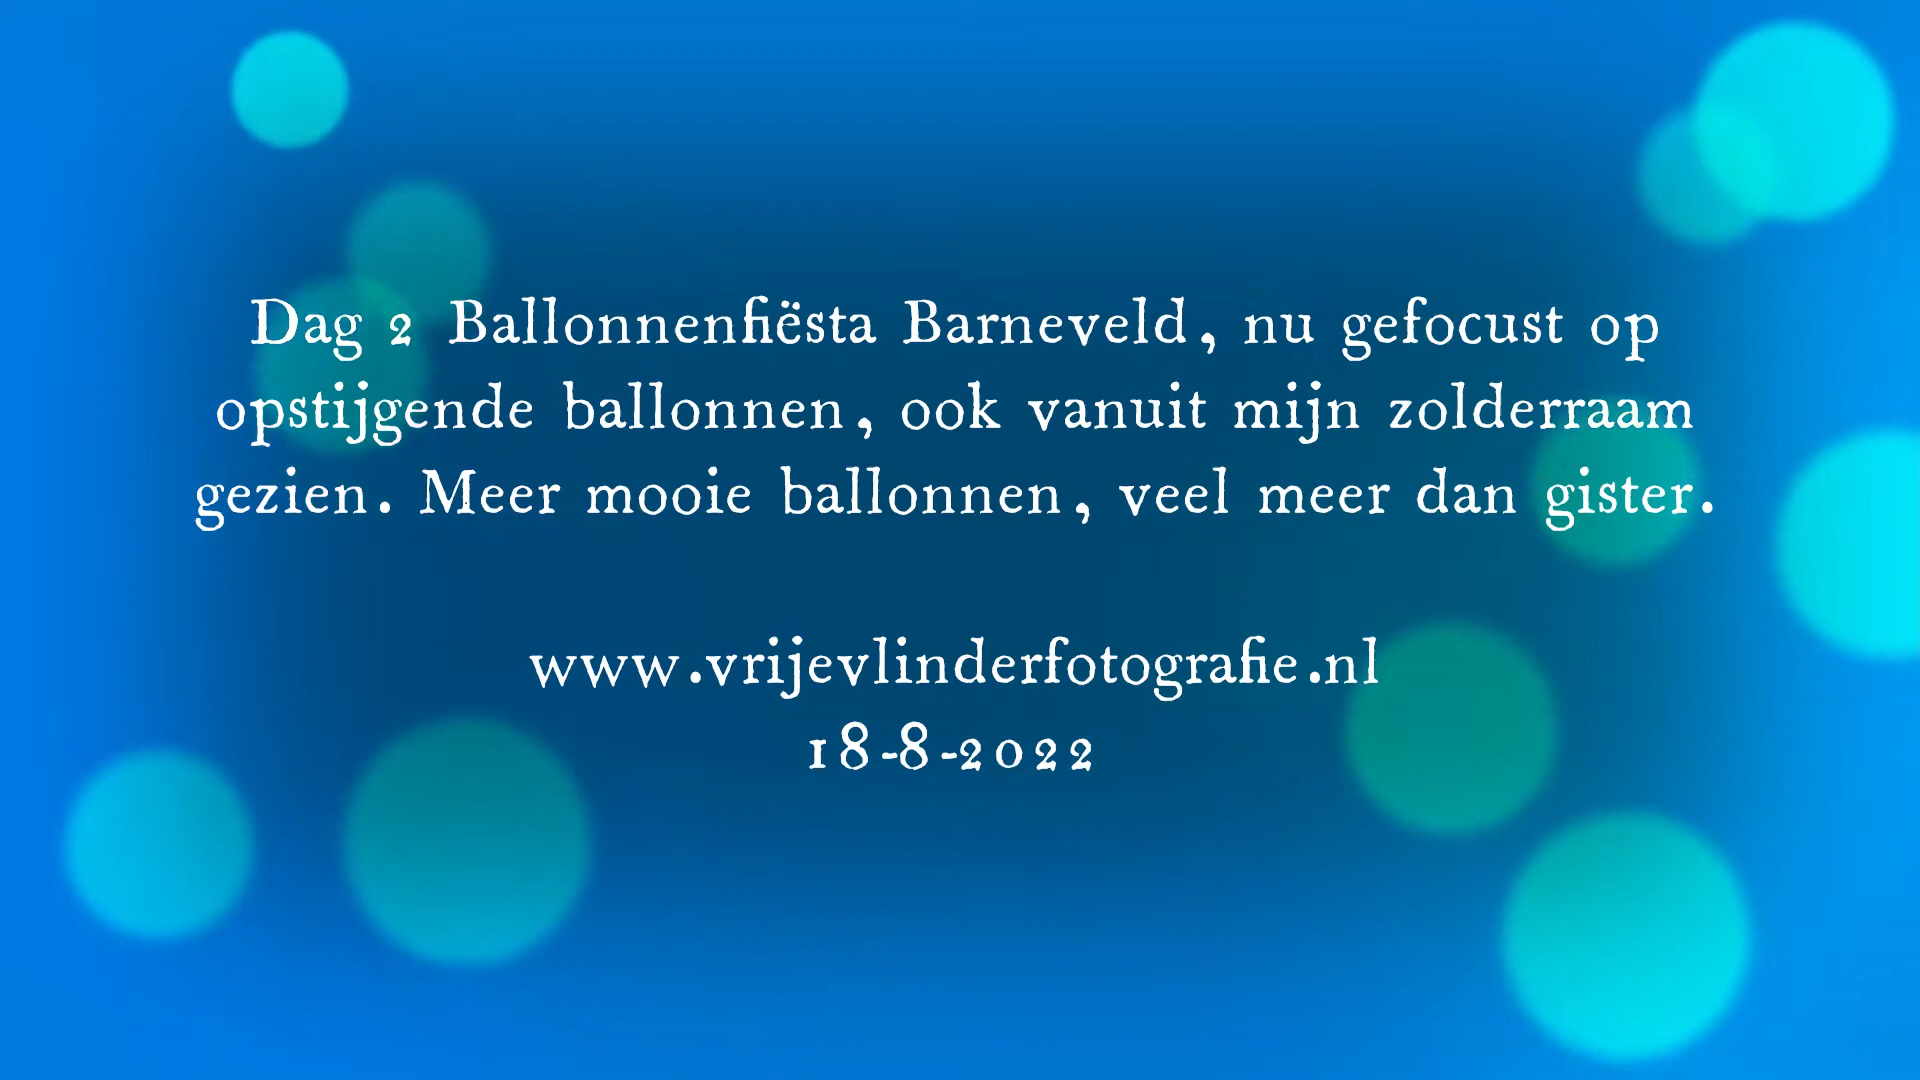 Dag 2 Ballonnenfiësta Barneveld, nu gefocust op
opstijgende ballonnen, ook vanuit mijn zolderraam
gezien. Meer mooie ballonnen, veel meer dan gister.
www.vrijevlinderfotografie.nl
18-8-2022